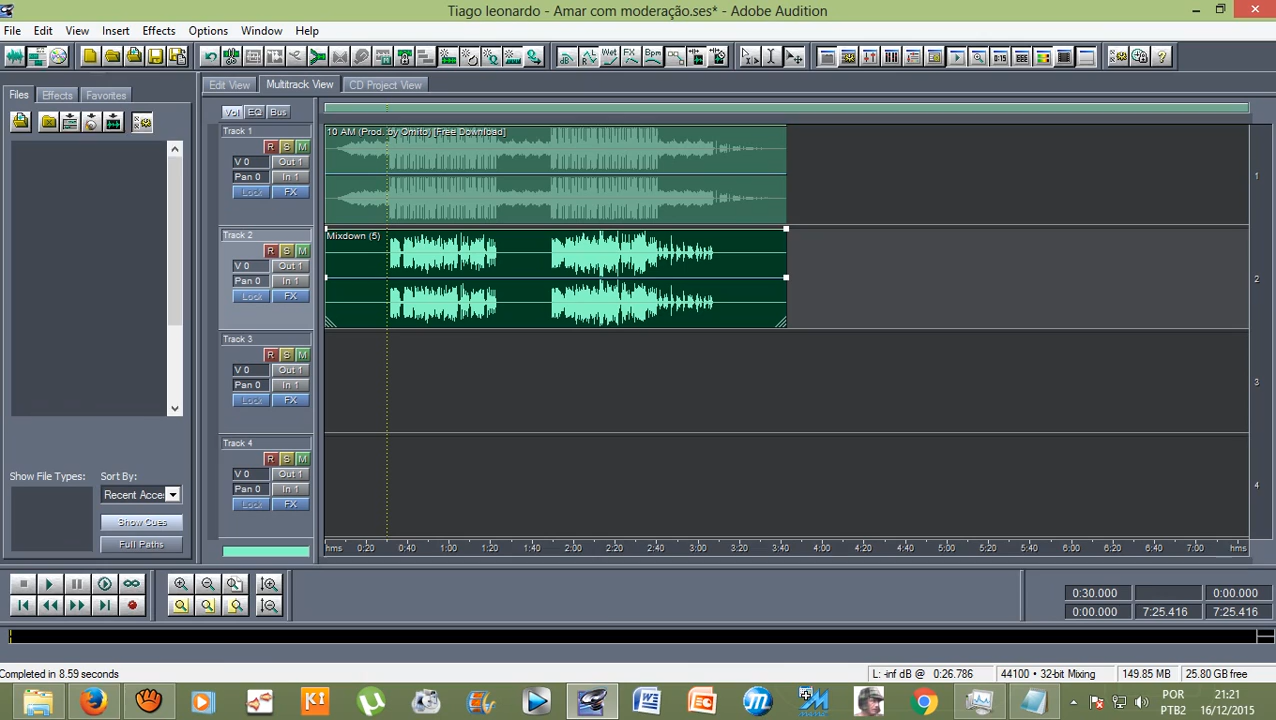 Tiago leonardo - Amar com moderação.ses* - Adobe Audition
File Edit View Insert Effects Options Window Help
Edit View Multitrack View CD Project View
Files Effects Favorites
Vol EQ Bus
Track 1
R S M
V 0 Out 1
Pan 0 In 1
Lock FX
10 AM (Prod. by Omito) [Free Download]
1
Track 2
R S M
V 0 Out 1
Pan 0 In 1
Lock FX
Mixdown (5)
2
Track 3
R S M
V 0 Out 1
Pan 0 In 1
Lock FX
3
Track 4
R S M
V 0 Out 1
Pan 0 In 1
Lock FX
4
Show File Types: Sort By:
Recent Acce
Show Cues
Full Paths
hms 0:20 0:40 1:00 1:20 1:40 2:00 2:20 2:40 3:00 3:20 3:40 4:00 4:20 4:40 5:00 5:20 5:40 6:00 6:20 6:40 7:00 hms
0:30.000 0:00.000
0:00.000 7:25.416 7:25.416
Completed in 8.59 seconds
L: -inf dB @ 0:26.786 44100 • 32-bit Mixing 149.85 MB 25.80 GB free
POR 21:21
PTB2 16/12/2015